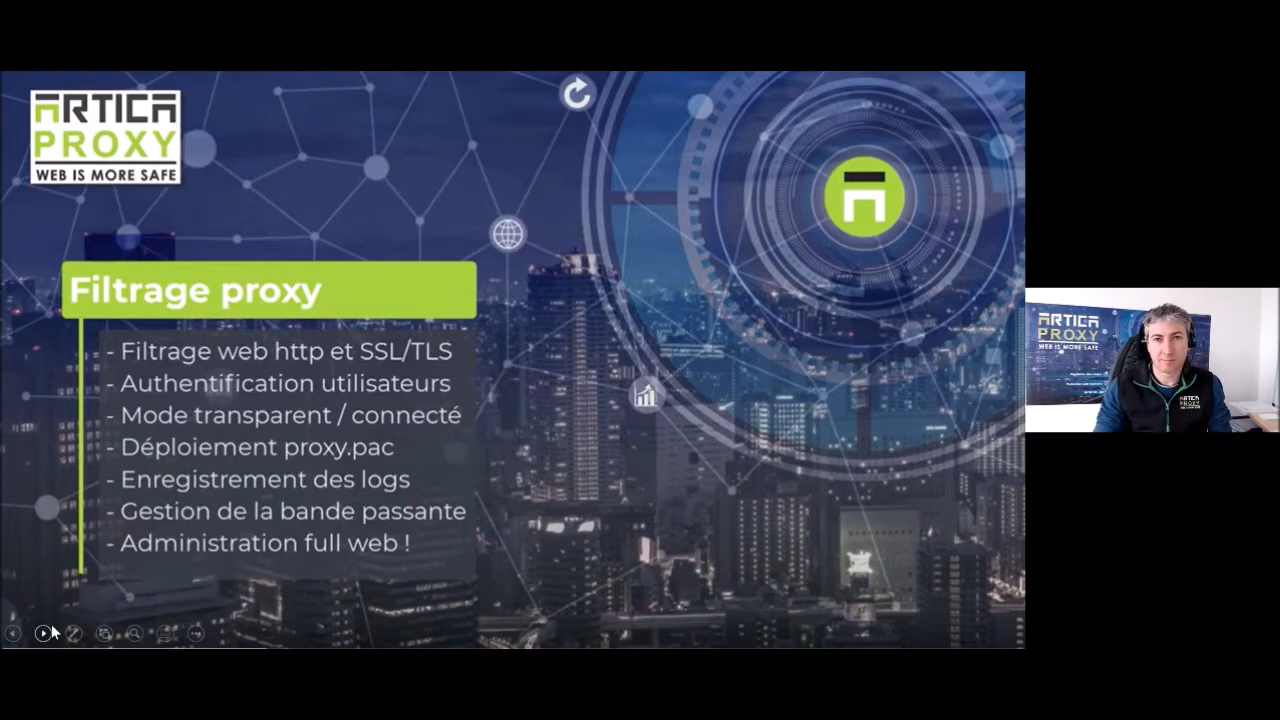 ARTICA
PROXY
WEB IS MORE SAFE
Filtrage proxy
- Filtrage web http et SSL/TLS
- Authentification utilisateurs
- Mode transparent / connecté
- Déploiement proxy.pac
- Enregistrement des logs
- Gestion de la bande passante
- Administration full web !
ARTICA
PROXY
WEB IS MORE SAFE
ARTICA
PROXY